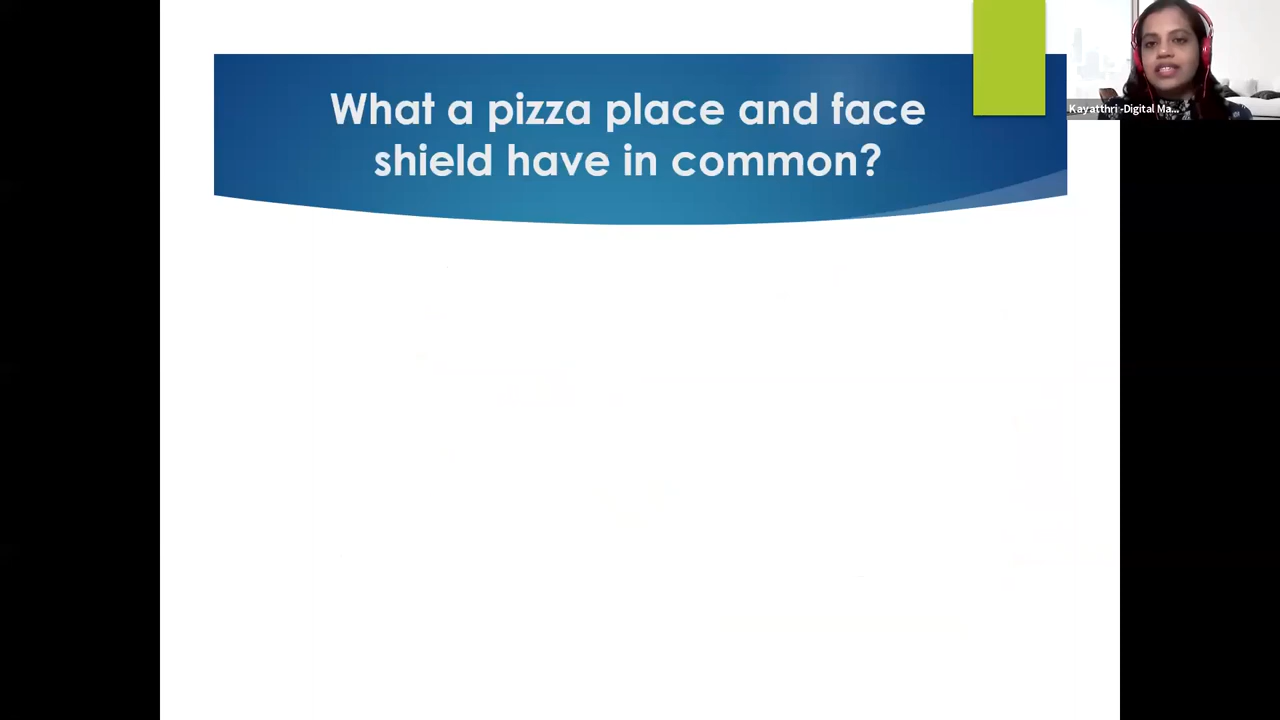 What a pizza place and face
shield have in common?
Kayatthri -Digital Ma...